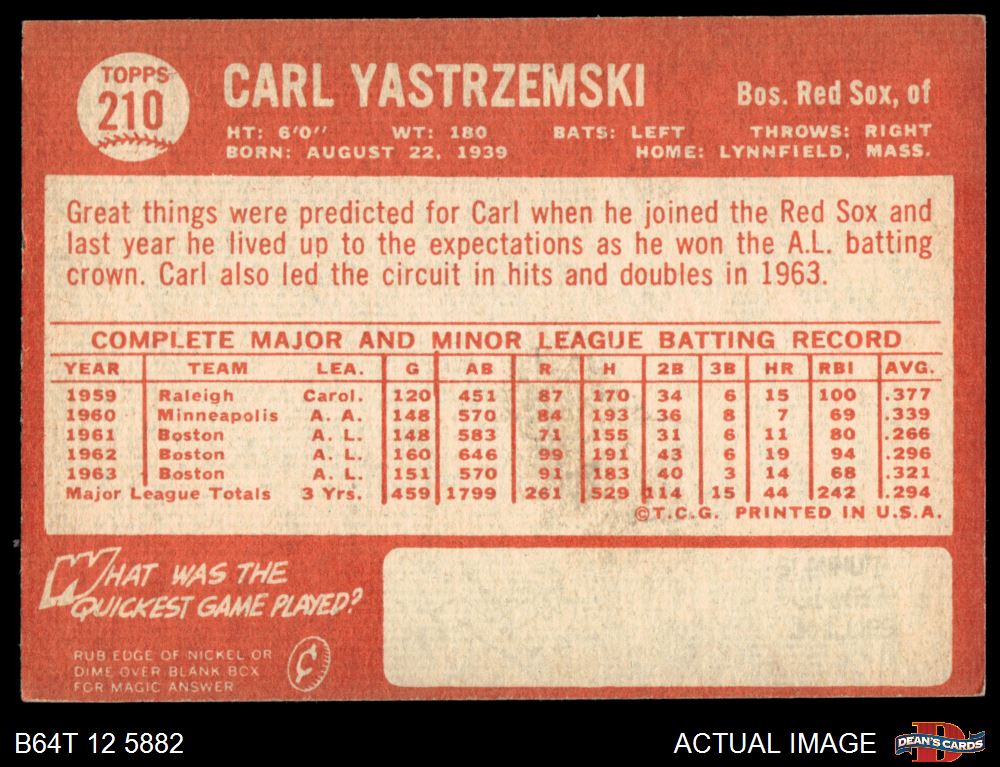 TOPPS
210
CARL YASTRZEMSKI
Bos. Red Sox, of
HT: 6'0" WT: 180 BATS: LEFT THROWS: RIGHT
BORN: AUGUST 22, 1939 HOME: LYNNFIELD, MASS.
Great things were predicted for Carl when he joined the Red Sox and
last year he lived up to the expectations as he won the A.L. batting
crown. Carl also led the circuit in hits and doubles in 1963.
COMPLETE MAJOR AND MINOR LEAGUE BATTING RECORD
YEAR TEAM LEA. G AB R H 2B 3B HR RBI AVG.
1959 Raleigh Carol. 120 451 87 170 34 6 15 100 .377
1960 Minneapolis A. A. 148 570 84 193 36 8 7 69 .339
1961 Boston A. L. 148 583 71 155 31 6 11 80 .266
1962 Boston A. L. 160 646 99 191 43 6 19 94 .296
1963 Boston A. L. 151 570 91 183 40 3 14 68 .321
Major League Totals 3 Yrs. 459 1799 261 529 114 15 44 242 .294
©T.C.G. PRINTED IN U.S.A.
WHAT WAS THE
QUICKEST GAME PLAYED?
RUB EDGE OF NICKEL OR
DIME OVER BLANK BOX
FOR MAGIC ANSWER
¢
B64T 12 5882
ACTUAL IMAGE
D
DEAN'S CARDS